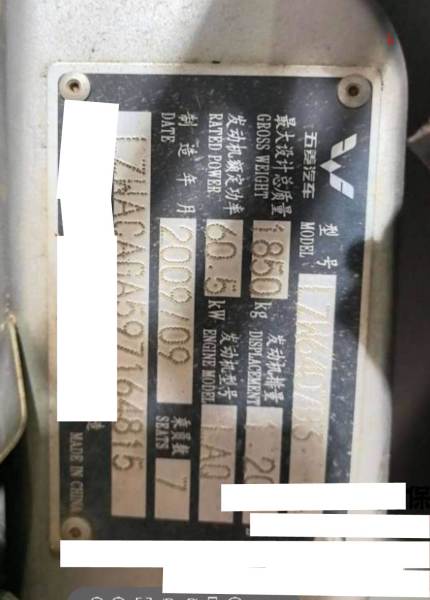 五菱汽车
型号
MODEL
最大设计总质量 1850 kg
GROSS WEIGHT
发动机排量
DISPLACEMENT
发动机额定功率 60.5 kW
RATED POWER
发动机型号
ENGINE MODEL
制造年月 2009/09
DATE
乘员数 7
SEATS
LZWACAGA597164815
造
MADE IN CHINA
保